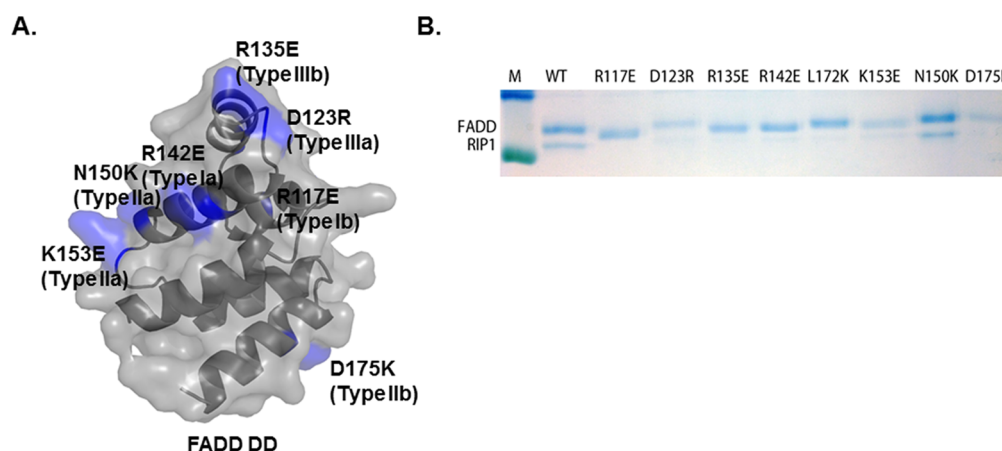 A.
R135E
(Type IIIb)
D123R
(Type IIIa)
R142E
(Type Ia)
N150K
(Type IIa)
R117E
(Type Ib)
K153E
(Type IIa)
D175K
(Type IIb)
FADD DD
B.
M WT R117E D123R R135E R142E L172K K153E N150K
FADD
RIP1